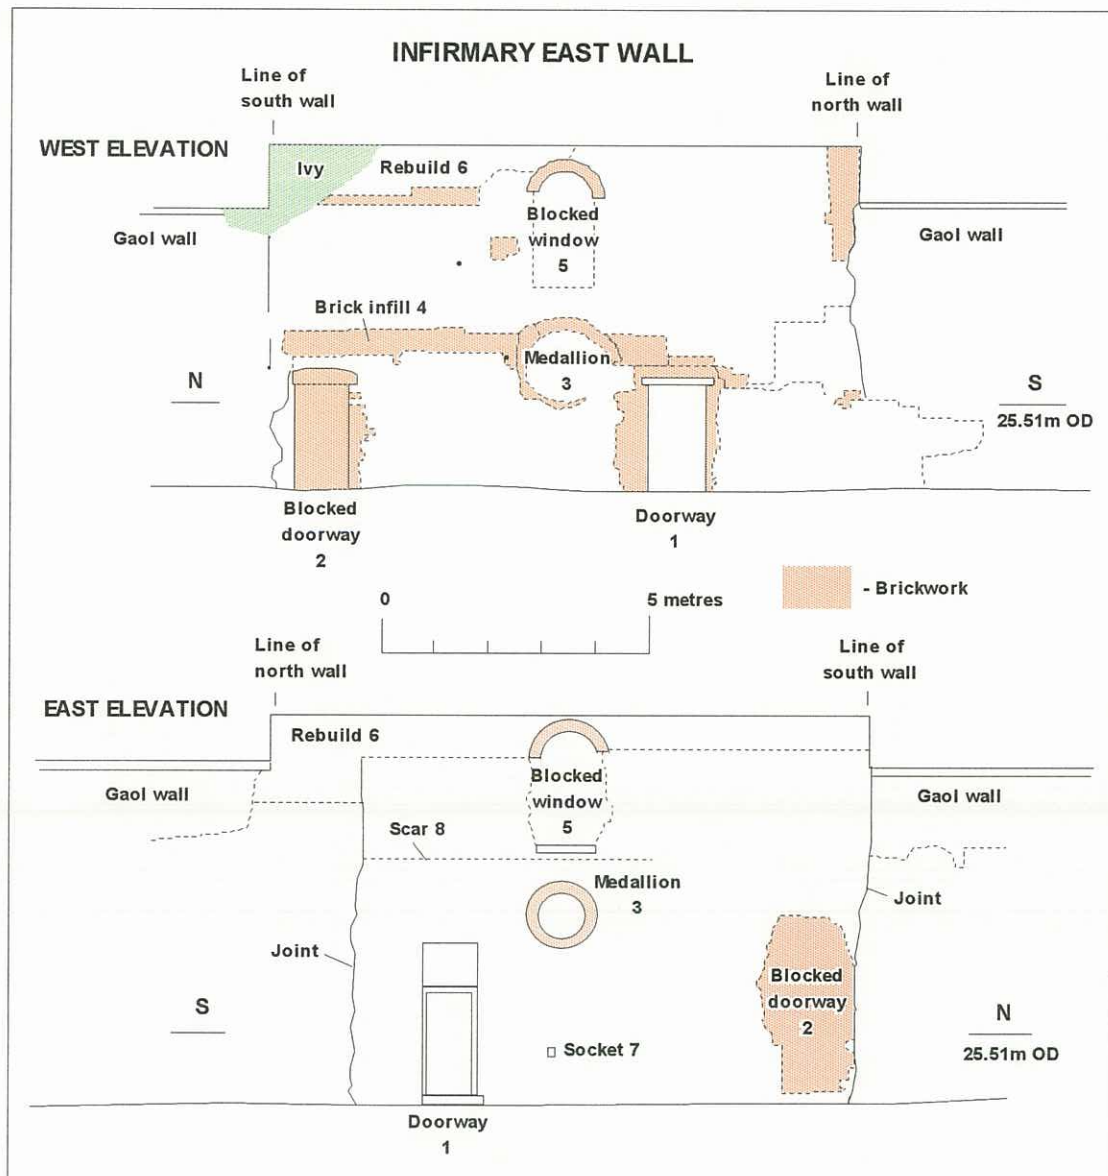 INFIRMARY EAST WALL
Line of
south wall
Line of
north wall
WEST ELEVATION
Ivy
Rebuild 6
Blocked
window
5
Gaol wall
Gaol wall
Brick infill 4
Medallion
3
N
S
25.51m OD
Blocked
doorway
2
Doorway
1
0
5 metres
- Brickwork
Line of
north wall
Line of
south wall
EAST ELEVATION
Rebuild 6
Gaol wall
Blocked
window
5
Gaol wall
Scar 8
Medallion
3
Joint
Joint
Blocked
doorway
2
S
N
25.51m OD
Socket 7
Doorway
1